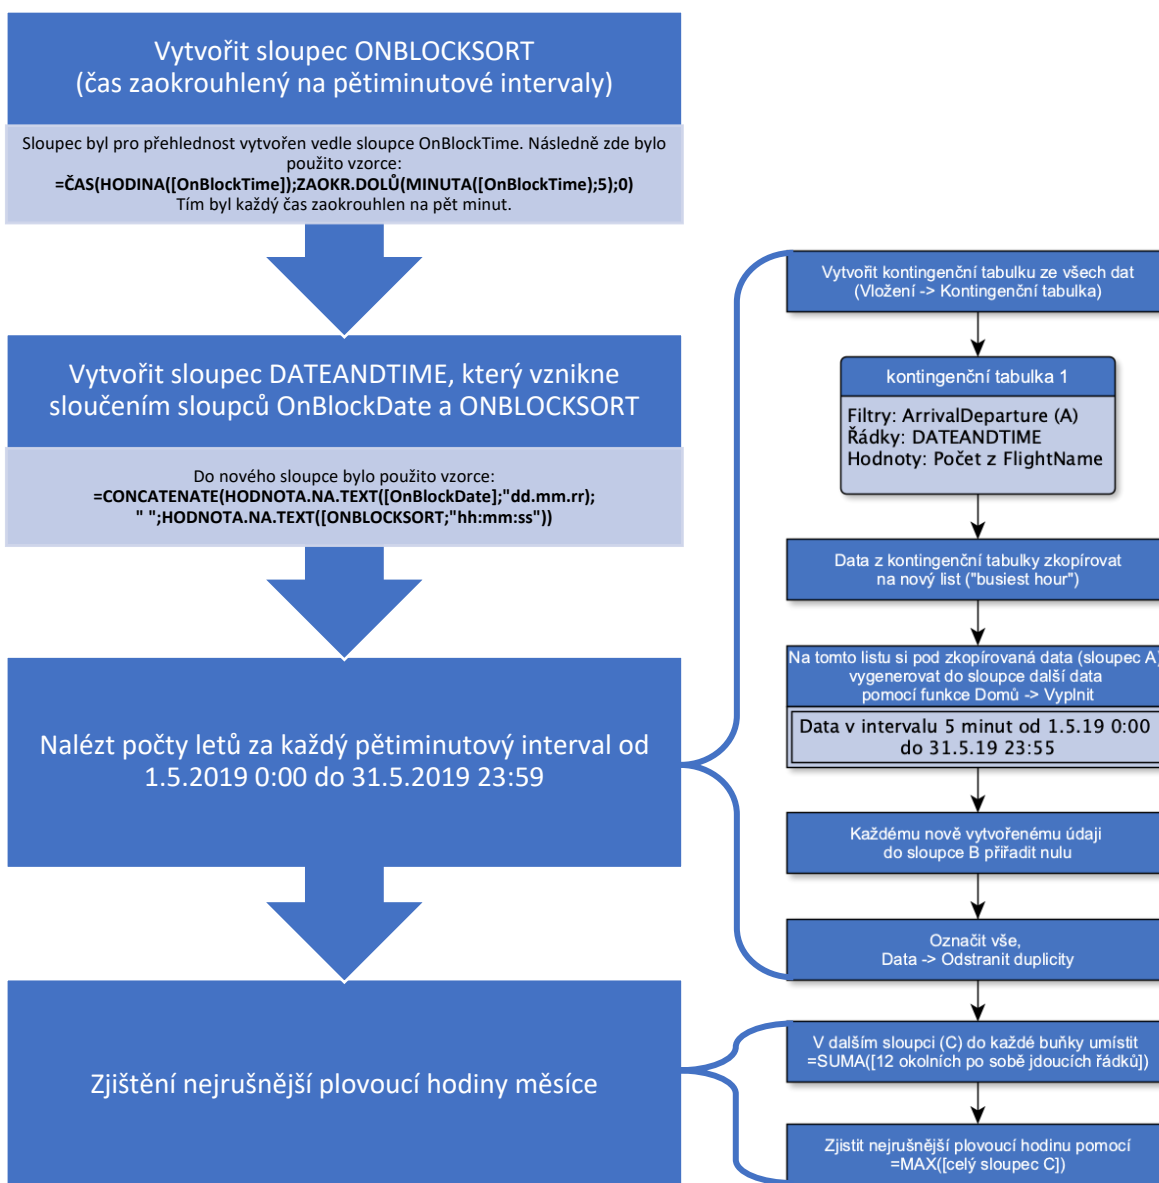 Vytvořit sloupec ONBLOCKSORT
(čas zaokrouhlený na pětiminutové intervaly)
Sloupec byl pro přehlednost vytvořen vedle sloupce OnBlockTime. Následně zde bylo
použito vzorce:
=ČAS(HODINA([OnBlockTime]);ZAOKR.DOLŮ(MINUTA([OnBlockTime);5);0)
Tím byl každý čas zaokrouhlen na pět minut.
Vytvořit sloupec DATEANDTIME, který vznikne
sloučením sloupců OnBlockDate a ONBLOCKSORT
Do nového sloupce bylo použito vzorce:
=CONCATENATE(HODNOTA.NA.TEXT([OnBlockDate];"dd.mm.rr);
" ";HODNOTA.NA.TEXT([ONBLOCKSORT;"hh:mm:ss"))
Nalézt počty letů za každý pětiminutový interval od
1.5.2019 0:00 do 31.5.2019 23:59
Zjištění nejrušnější plovoucí hodiny měsíce
Vytvořit kontingenční tabulku ze všech dat
(Vložení -> Kontingenční tabulka)
kontingenční tabulka 1
Filtry: ArrivalDeparture (A)
Řádky: DATEANDTIME
Hodnoty: Počet z FlightName
Data z kontingenční tabulky zkopírovat
na nový list ("busiest hour")
Na tomto listu si pod zkopírovaná data (sloupec A)
vygenerovat do sloupce další data
pomocí funkce Domů -> Vyplnit
Data v intervalu 5 minut od 1.5.19 0:00
do 31.5.19 23:55
Každému nově vytvořenému údaji
do sloupce B přiřadit nulu
Označit vše,
Data -> Odstranit duplicity
V dalším sloupci (C) do každé buňky umístit
=SUMA([12 okolních po sobě jdoucích řádků])
Zjistit nejrušnější plovoucí hodinu pomocí
=MAX([celý sloupec C])